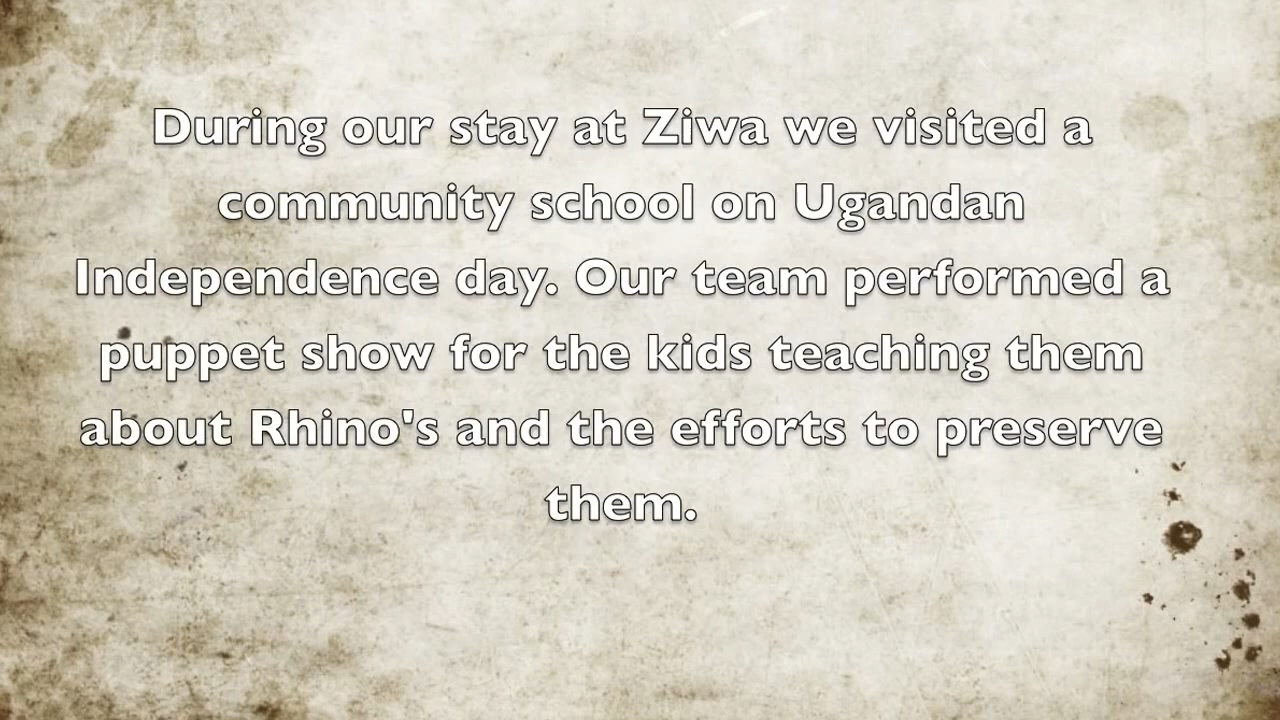 During our stay at Ziwa we visited a
community school on Ugandan
Independence day. Our team performed a
puppet show for the kids teaching them
about Rhino's and the efforts to preserve
them.